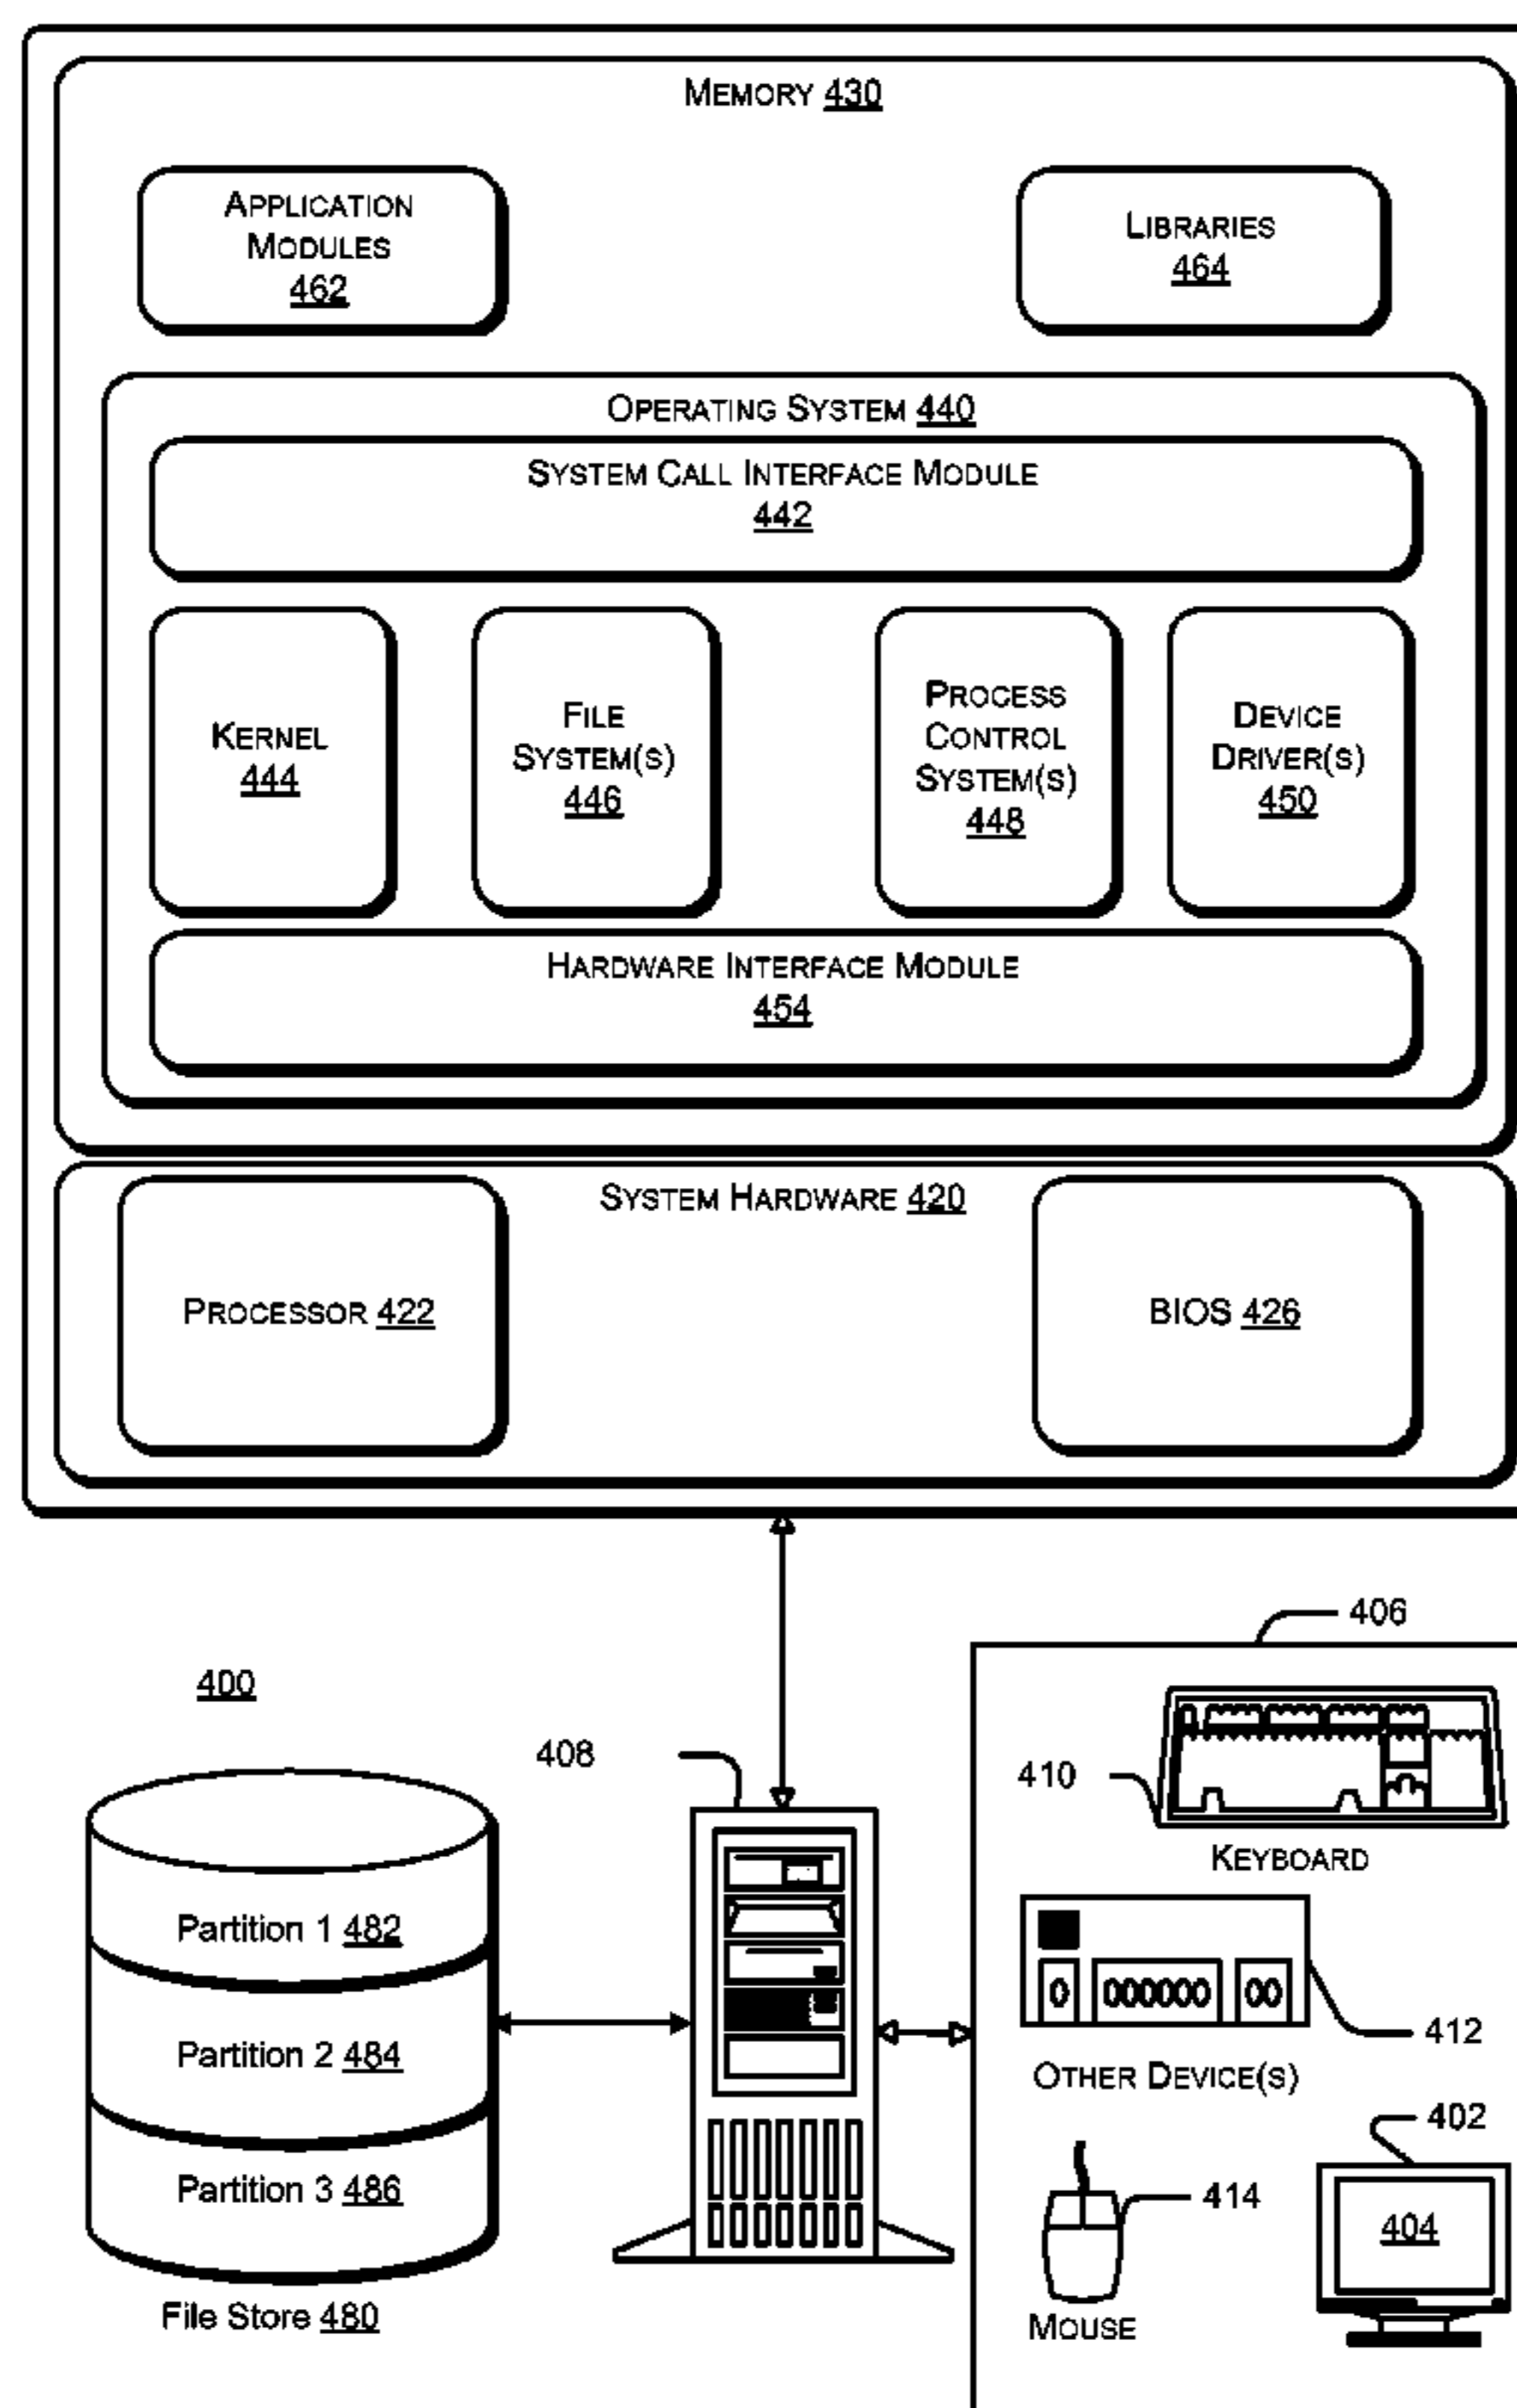 MEMORY 430
APPLICATION
MODULES
462
LIBRARIES
464
OPERATING SYSTEM 440
SYSTEM CALL INTERFACE MODULE
442
KERNEL
444
FILE
SYSTEM(S)
446
PROCESS
CONTROL
SYSTEM(S)
448
DEVICE
DRIVER(S)
450
HARDWARE INTERFACE MODULE
454
SYSTEM HARDWARE 420
PROCESSOR 422
BIOS 426
406
400
408
410
KEYBOARD
Partition 1 482
Partition 2 484
Partition 3 486
File Store 480
0 000000 00
412
OTHER DEVICE(S)
402
414
404
MOUSE